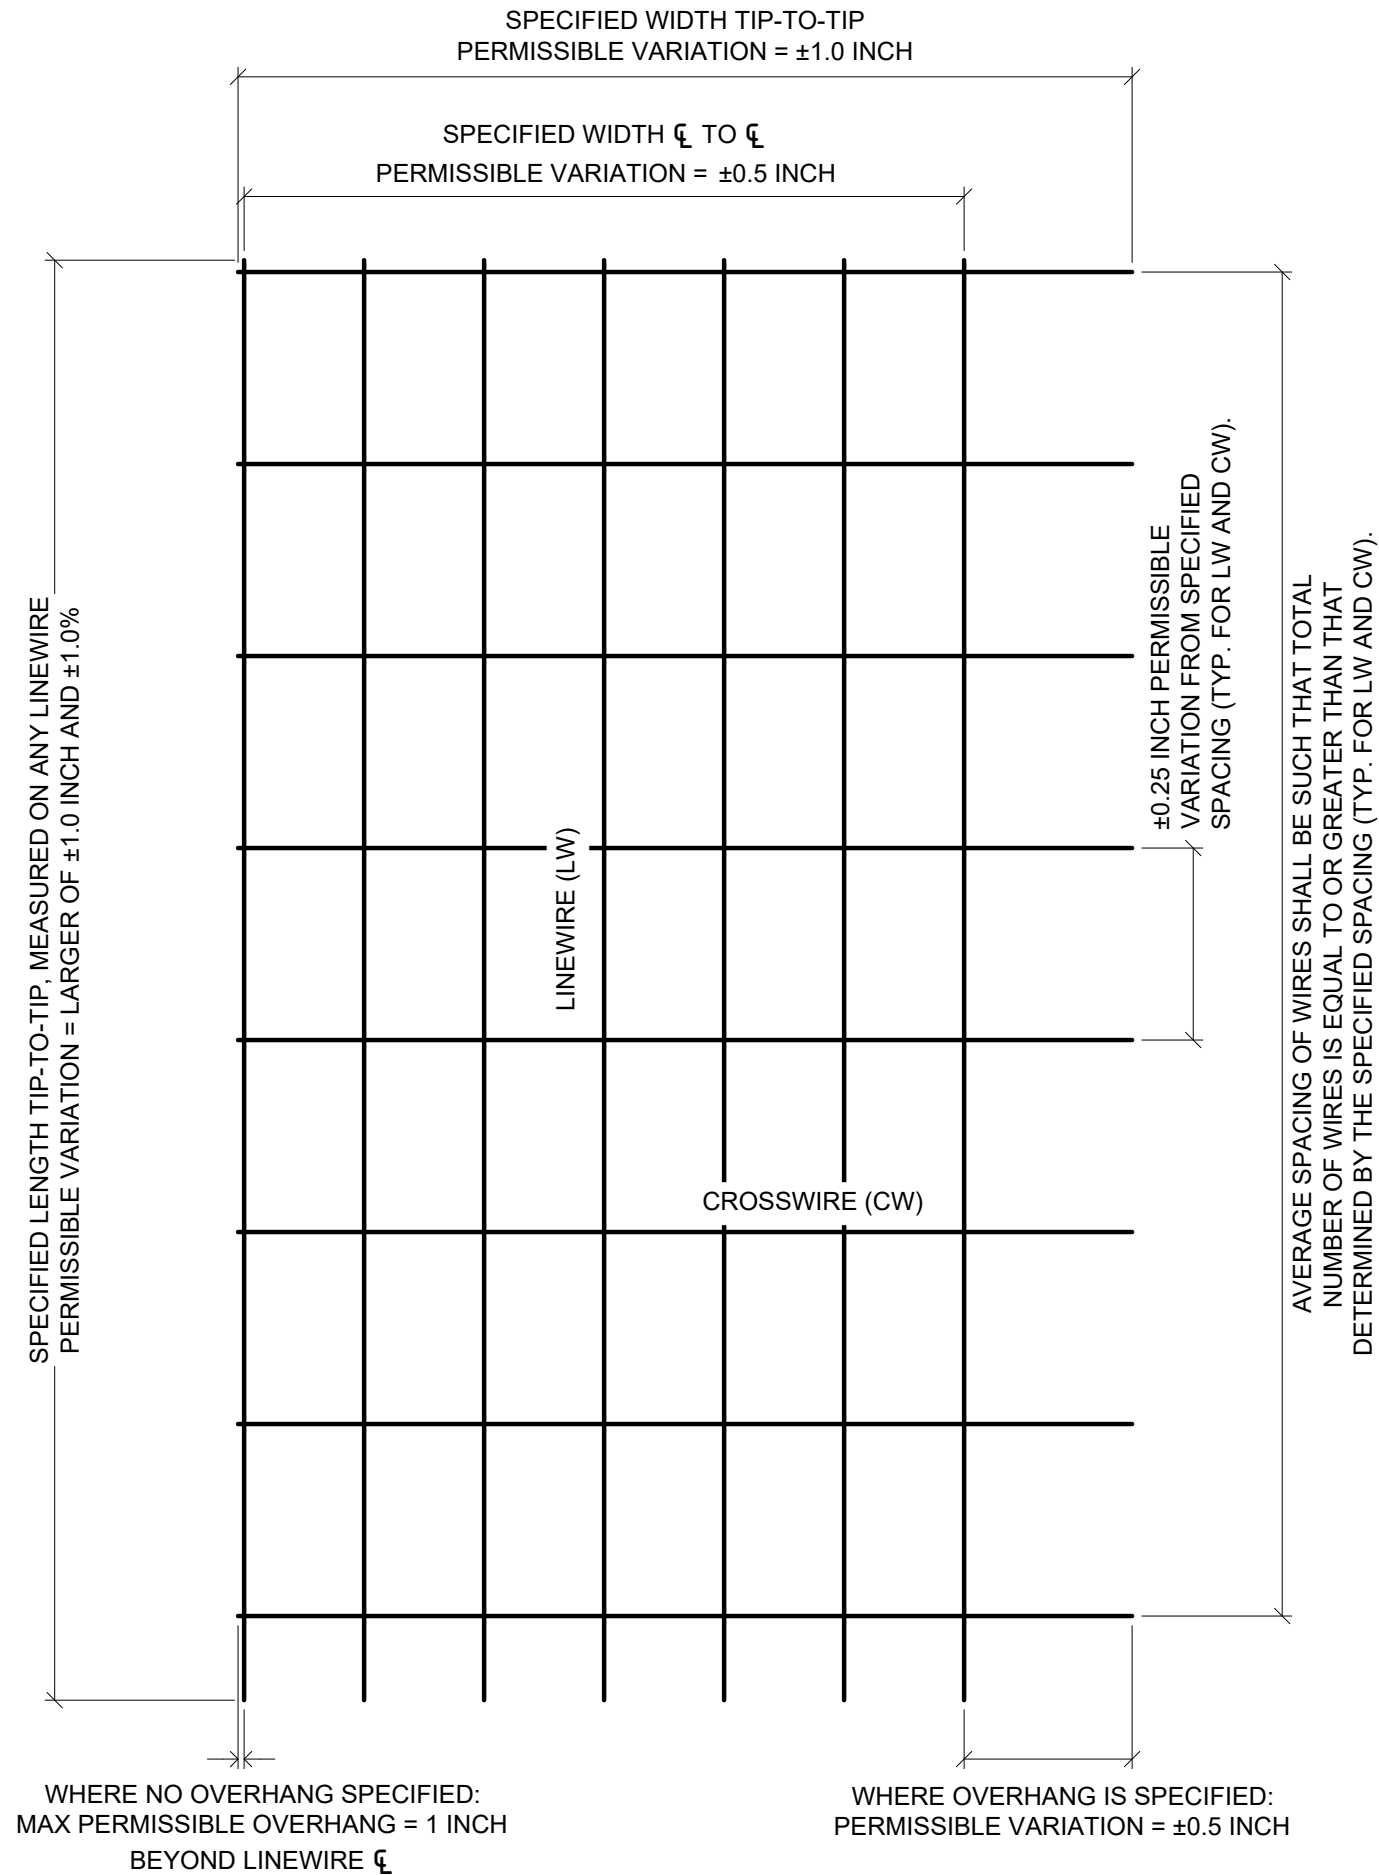 SPECIFIED WIDTH TIP-TO-TIP
PERMISSIBLE VARIATION = ±1.0 INCH
SPECIFIED WIDTH ℄ TO ℄
PERMISSIBLE VARIATION = ±0.5 INCH
SPECIFIED LENGTH TIP-TO-TIP, MEASURED ON ANY LINEWIRE
PERMISSIBLE VARIATION = LARGER OF ±1.0 INCH AND ±1.0%
LINEWIRE (LW)
CROSSWIRE (CW)
±0.25 INCH PERMISSIBLE
VARIATION FROM SPECIFIED
SPACING (TYP. FOR LW AND CW).
AVERAGE SPACING OF WIRES SHALL BE SUCH THAT TOTAL
NUMBER OF WIRES IS EQUAL TO OR GREATER THAN THAT
DETERMINED BY THE SPECIFIED SPACING (TYP. FOR LW AND CW).
WHERE NO OVERHANG SPECIFIED:
MAX PERMISSIBLE OVERHANG = 1 INCH
BEYOND LINEWIRE ℄
WHERE OVERHANG IS SPECIFIED:
PERMISSIBLE VARIATION = ±0.5 INCH